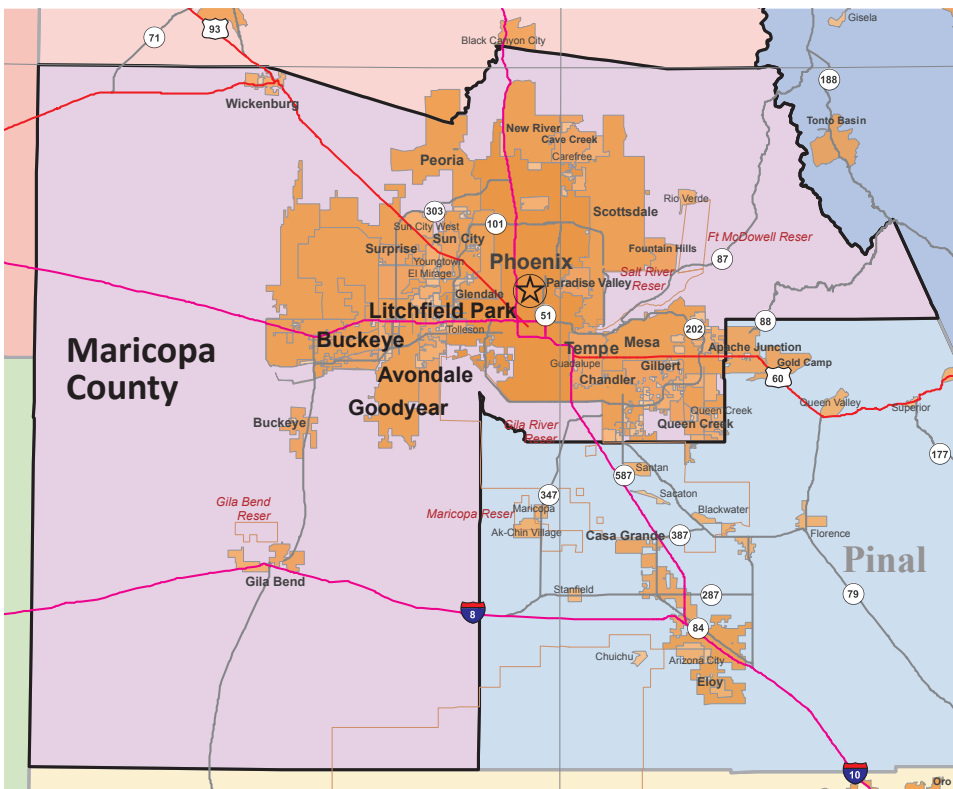 Gisela
71
93
Black Canyon City
188
Wickenburg
Tonto Basin
New River
Cave Creek
Carefree
Peoria
Rio Verde
303
Scottsdale
101
Sun City West
Sun City
Ft McDowell Reser
Surprise
Fountain Hills
Youngtown
87
Phoenix
El Mirage
Salt River
Reser
Paradise Valley
Glendale
Litchfield Park
51
88
Tolleson
202
Buckeye
Mesa
Maricopa
County
Tempe
Apache Junction
Guadalupe
Gilbert
Gold Camp
Avondale
Chandler
60
Goodyear
Queen Valley
Superior
Queen Creek
Buckeye
Gila River
Reser
Queen Creek
177
Santan
587
347
Sacaton
Gila Bend
Reser
Maricopa Reser
Maricopa
Blackwater
Ak-Chin Village
Casa Grande
387
Florence
Pinal
Gila Bend
Stanfield
287
79
8
84
Chuichu
Arizona City
Eloy
10
Oro